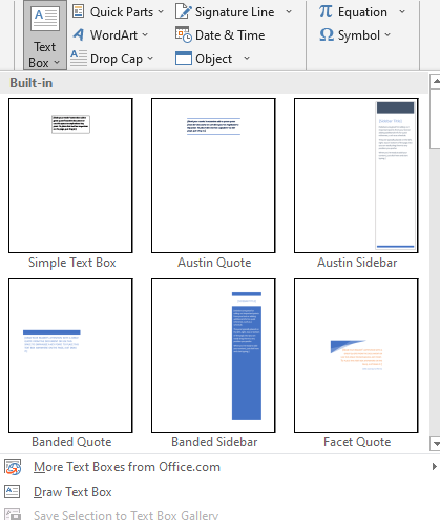 Text Box
Quick Parts
WordArt
Drop Cap
Signature Line
Date & Time
Object
Equation
Symbol
Built-in
Simple Text Box
Austin Quote
Austin Sidebar
Banded Quote
Banded Sidebar
Facet Quote
More Text Boxes from Office.com
Draw Text Box
Save Selection to Text Box Gallery